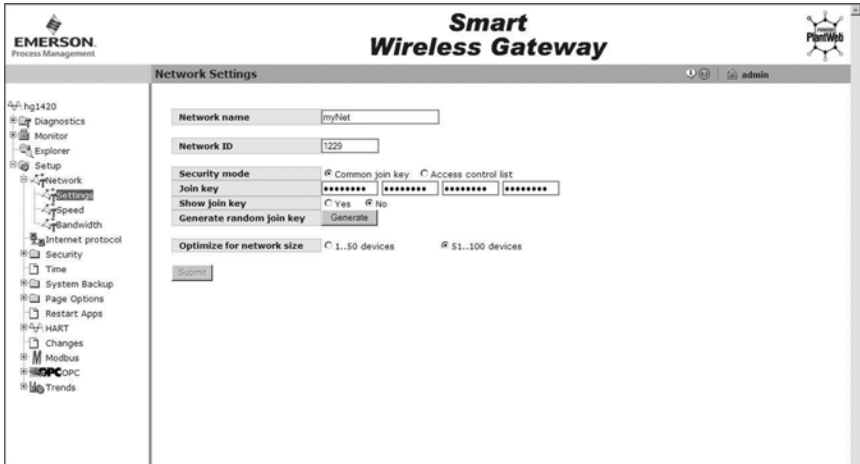 EMERSON.
Process Management
Smart
Wireless Gateway
POWERED
PlantWeb
Network Settings
admin
hg1420
Diagnostics
Monitor
Explorer
Setup
Network
Settings
Speed
Bandwidth
Internet protocol
Security
Time
System Backup
Page Options
Restart Apps
HART
Changes
Modbus
OPC OPC
Trends
Network name myNet
Network ID 1229
Security mode Common join key Access control list
Join key •••••••• •••••••• •••••••• ••••••••
Show join key Yes No
Generate random join key Generate
Optimize for network size 1..50 devices 51..100 devices
Submit